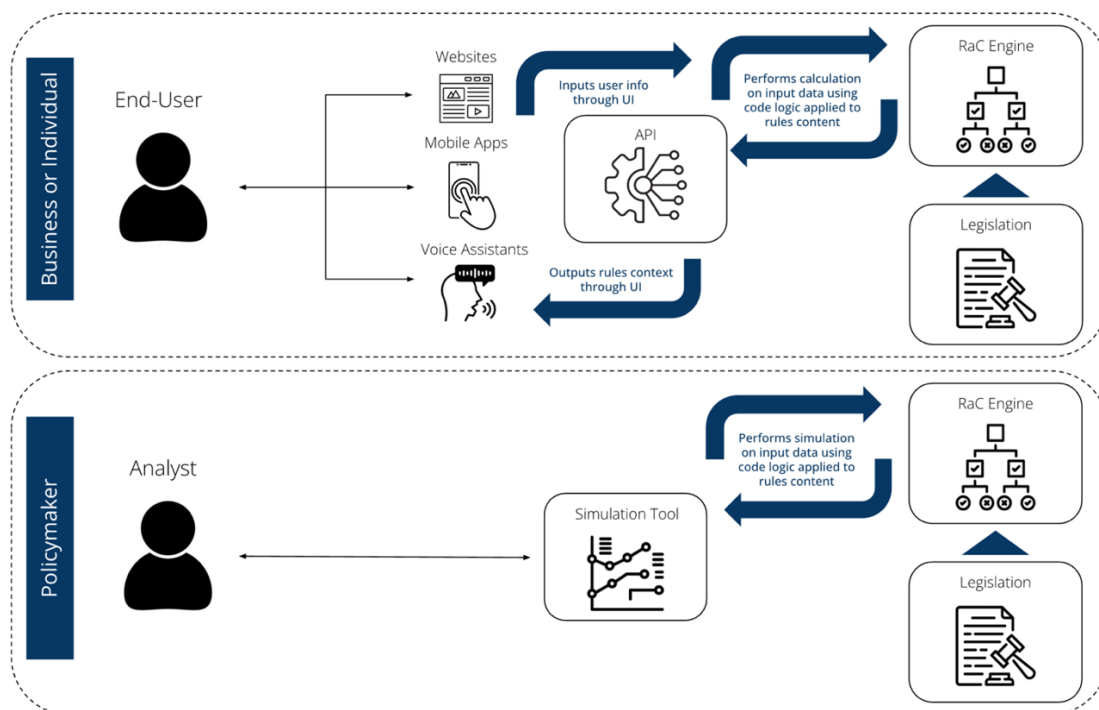 Business or Individual
End-User
Websites
Mobile Apps
Voice Assistants
Inputs user info
through UI
API
Outputs rules context
through UI
Performs calculation
on input data using
code logic applied to
rules content
RaC Engine
Legislation
Policymaker
Analyst
Simulation Tool
Performs simulation
on input data using
code logic applied to
rules content
RaC Engine
Legislation